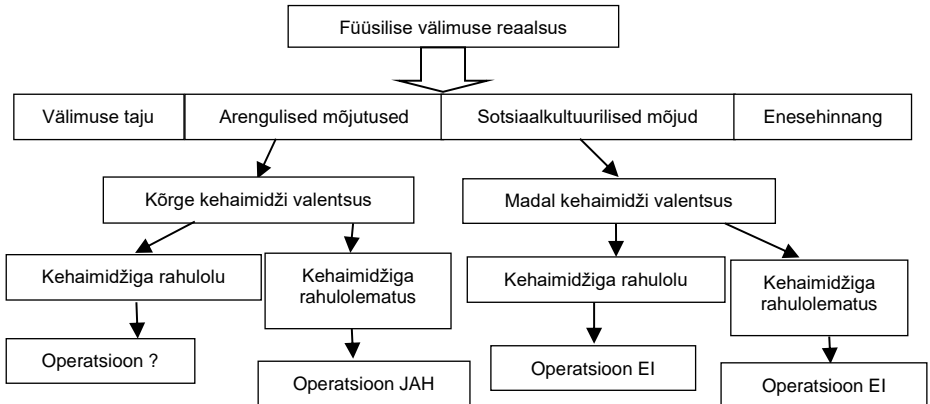 Füüsilise välimuse reaalsus
Välimuse taju
Arengulised mõjutused
Sotsiaalkultuurilised mõjud
Enesehinnang
Kõrge kehaimidži valentsus
Madal kehaimidži valentsus
Kehaimidžiga rahulolu
Kehaimidžiga
rahulolematus
Kehaimidžiga rahulolu
Kehaimidžiga
rahulolematus
Operatsioon ?
Operatsioon JAH
Operatsioon EI
Operatsioon EI